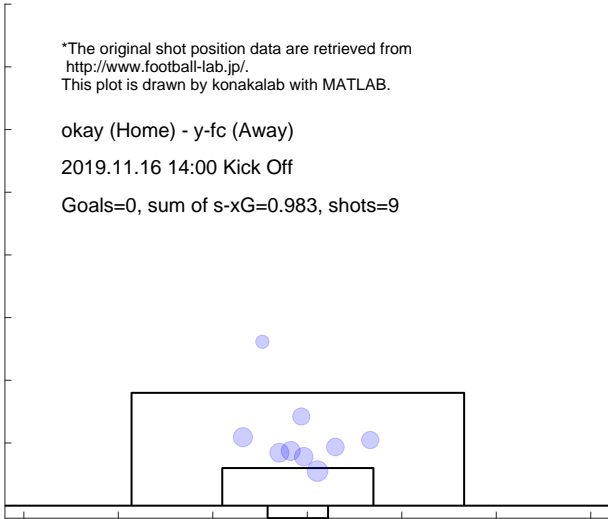 *The original shot position data are retrieved from
http://www.football-lab.jp/.
This plot is drawn by konakalab with MATLAB.
okay (Home) - y-fc (Away)
2019.11.16 14:00 Kick Off
Goals=0, sum of s-xG=0.983, shots=9